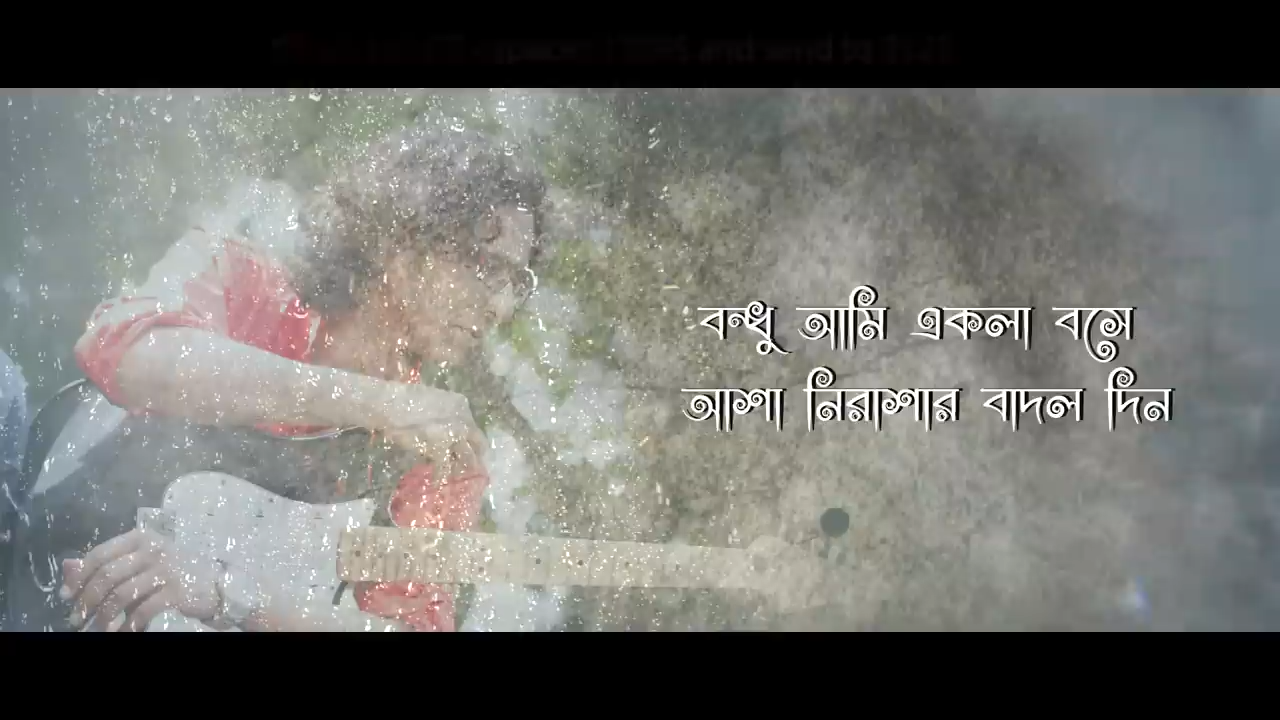 বন্ধু আমি একলা বসে
আশা নিরাশার বাদল দিন